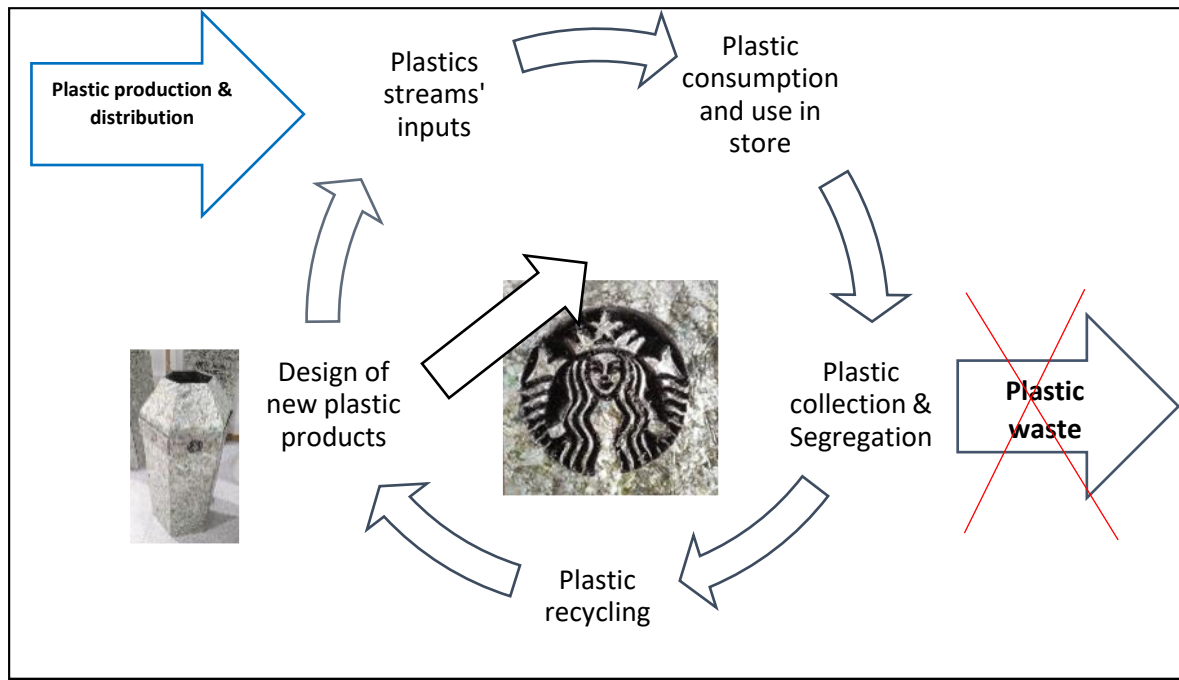 Plastic production &
distribution
Plastics
streams'
inputs
Plastic
consumption
and use in
store
Plastic
collection &
Segregation
Plastic
waste
Plastic
recycling
Design of
new plastic
products